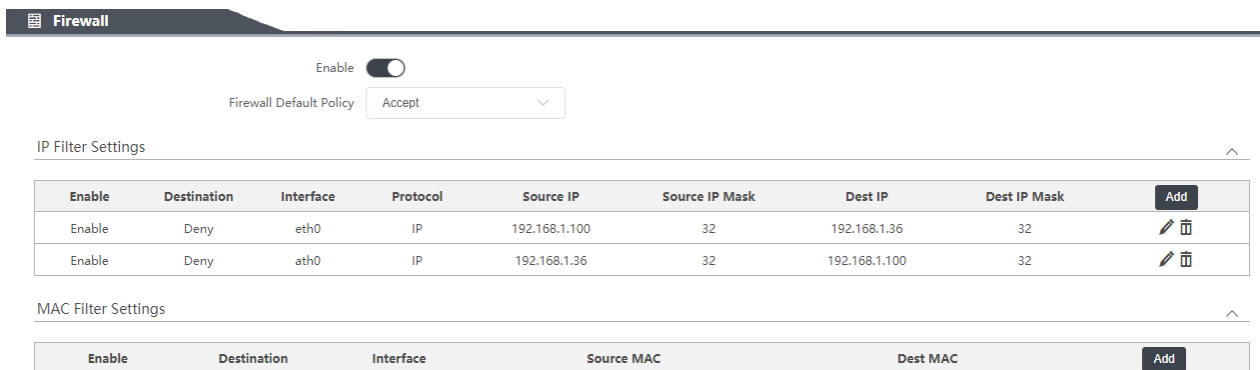 Firewall
Enable
Firewall Default Policy Accept
IP Filter Settings
Enable Destination Interface Protocol Source IP Source IP Mask Dest IP Dest IP Mask Add
Enable Deny eth0 IP 192.168.1.100 32 192.168.1.36 32
Enable Deny ath0 IP 192.168.1.36 32 192.168.1.100 32
MAC Filter Settings
Enable Destination Interface Source MAC Dest MAC Add